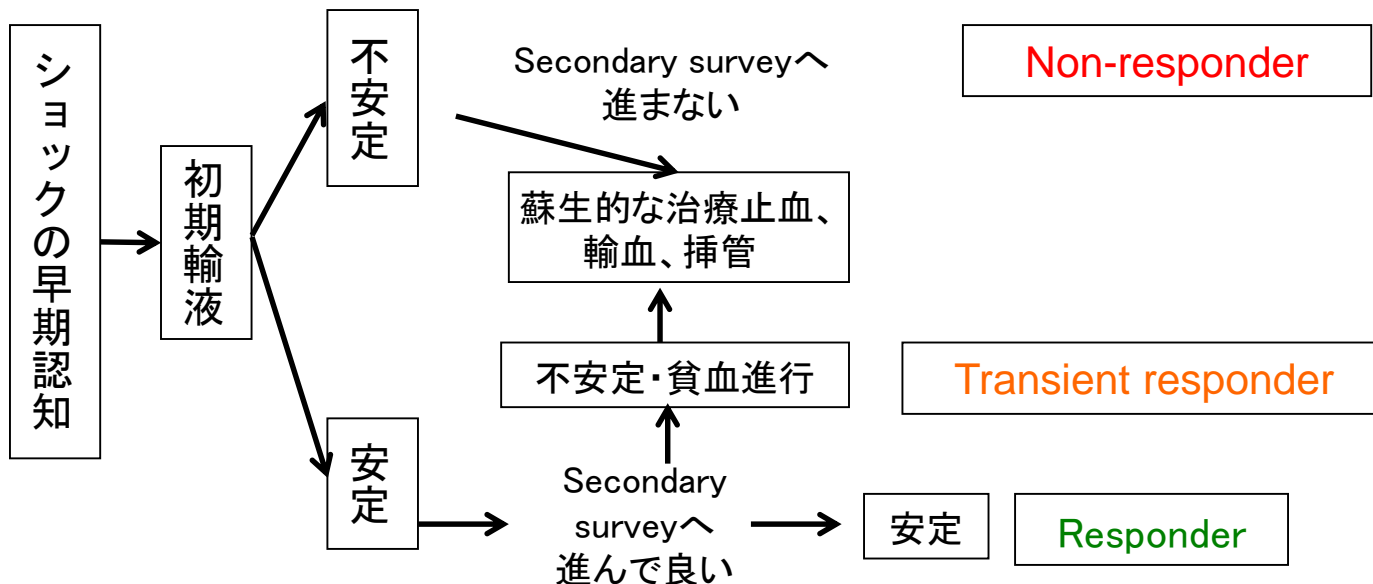 ショックの早期認知
初期輸液
不安定
Secondary surveyへ
進まない
Non-responder
蘇生的な治療止血、
輸血、挿管
不安定・貧血進行
Transient responder
安定
Secondary
surveyへ
進んで良い
安定
Responder